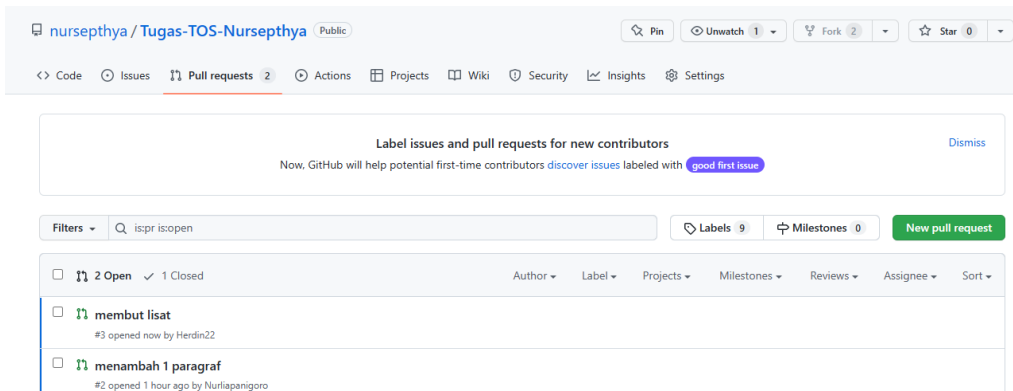 nursepthya / Tugas-TOS-Nursepthya Public Pin Unwatch 1 Fork 2 Star 0
<> Code Issues Pull requests 2 Actions Projects Wiki Security Insights Settings
Label issues and pull requests for new contributors
Dismiss
Now, GitHub will help potential first-time contributors discover issues labeled with good first issue
Filters is:pr is:open Labels 9 Milestones 0 New pull request
2 Open 1 Closed Author Label Projects Milestones Reviews Assignee Sort
membut lisat
#3 opened now by Herdin22
menambah 1 paragraf
#2 opened 1 hour ago by Nurliapanigoro